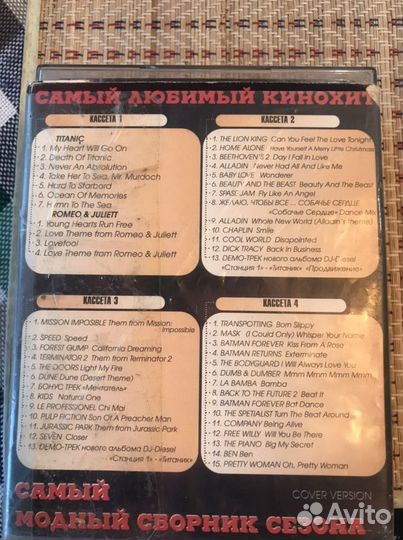 САМЫЙ ЛЮБИМЫЙ КИНОХИТ
КАССЕТА 1
TITANIC
1. My Heart Will Go On
2. Death Of Titanic
3. Never An Abralution
4. Take Her To Sea, Mr. Murdoch
5. Hard To Starbord
6. Ocean Of Memories
7. Himn To The Sea
ROMEO & JULIETT
1. Young Hearts Run Free
2. Love Theme from Romeo & Juliett
3. Lovefool
4. Love Theme from Romeo & Juliett
КАССЕТА 2
1. THE LION KING Can You Feel The Love Tonight
2. HOME ALONE Have Yourself A Merry Little Christmas
3. BEETHOVEN'S 2 Day I Fall In Love
4. ALLADIN Never Had All And Like Me
5. BABY LOVE Wonderer
6. BEAUTY AND THE BEAST Beauty And The Beast
7. SPASE JAM Fly Like An Angel
8. ЖЕЛАЮ, ЧТОБЫ ВСЕ ... СОБАЧЬЕ СЕРДЦЕ
«Собачье Сердце» Dance Mix
9. ALLADIN Whole New World (Alladin's theam)
10. CHAPLIN Smile
11. COOL WORLD Disapointed
12. DICK TRACY Back In Business
13. DEMO-ТРЕК нового альбома DJ-Diesel
«Станция 1» - «Титаник» «Продвижение»
КАССЕТА 3
1. MISSION IMPOSIBLE Them from Mission:
Impossible
2. SPEED Speed
3. FOREST GUMP California Dreaming
4. TERMINATOR 2 Them from Terminator 2
5. THE DOORS Light My Fire
6. DUNE Dune (Desert Theme)
7. БОНУС ТРЕК «Мечтатель»
8. KIDS Natural One
9. LE PROFESSIONEL Chi Mai
10. PULP FICTION Son Of A Preacher Man
11. JURASSIC PARK Them from Jurassic Park
12. SEVEN Closer
13. DEMO-ТРЕК нового альбома DJ-Diesel
«Станция 1» - «Титаник»
КАССЕТА 4
1. TRANSPOTTING Born Slippy
2. MASK (I Could Only) Whisper Your Name
3. BATMAN FOREVER Kiss From A Rose
4. BATMAN RETURNS Exterminate
5. THE BODYGUARD I Will Always Love You
6. DUMB & DUMBER Mmm Mmm Mmm Mmm
7. LA BAMBA Bamba
8. BACK TO THE FUTURE 2 Beat It
9. BATMAN FOREVER Bat Dance
10. THE SPETIALIST Turn The Beat Around
11. COMPANY Being Alive
12. FREE WILLY Will You Be There
13. THE PIANO Big My Secret
14. BEN Ben
15. PRETTY WOMAN Oh, Pretty Woman
САМЫЙ
COVER VERSION
МОДНЫЙ СБОРНИК СЕЗОНА
Avito